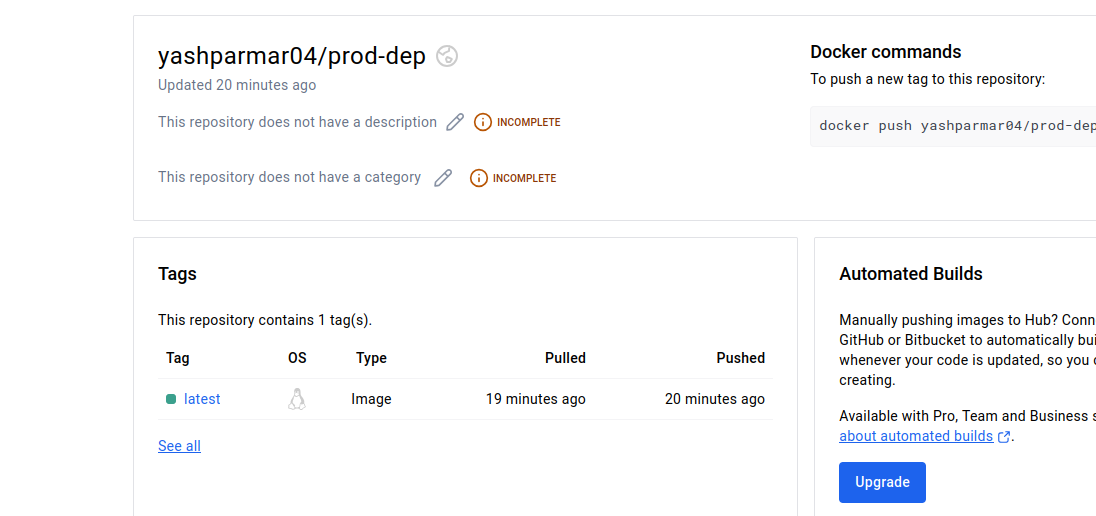 yashparmar04/prod-dep
Updated 20 minutes ago
This repository does not have a description INCOMPLETE
This repository does not have a category INCOMPLETE
Docker commands
To push a new tag to this repository:
docker push yashparmar04/prod-dep
Tags
This repository contains 1 tag(s).
Tag OS Type Pulled Pushed
latest Image 19 minutes ago 20 minutes ago
See all
Automated Builds
Manually pushing images to Hub? Conn
GitHub or Bitbucket to automatically bui
whenever your code is updated, so you
creating.
Available with Pro, Team and Business s
about automated builds .
Upgrade